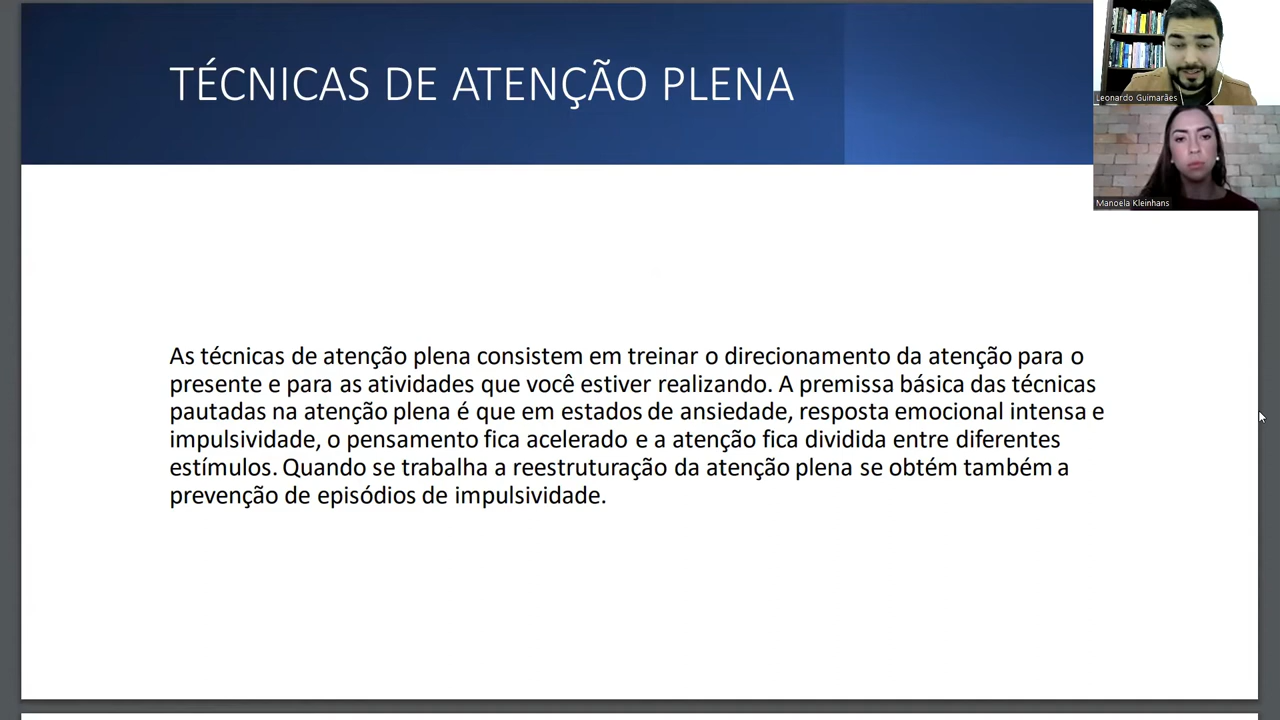 TÉCNICAS DE ATENÇÃO PLENA
Leonardo Guimarães
Manoela Kleinhans
As técnicas de atenção plena consistem em treinar o direcionamento da atenção para o
presente e para as atividades que você estiver realizando. A premissa básica das técnicas
pautadas na atenção plena é que em estados de ansiedade, resposta emocional intensa e
impulsividade, o pensamento fica acelerado e a atenção fica dividida entre diferentes
estímulos. Quando se trabalha a reestruturação da atenção plena se obtém também a
prevenção de episódios de impulsividade.